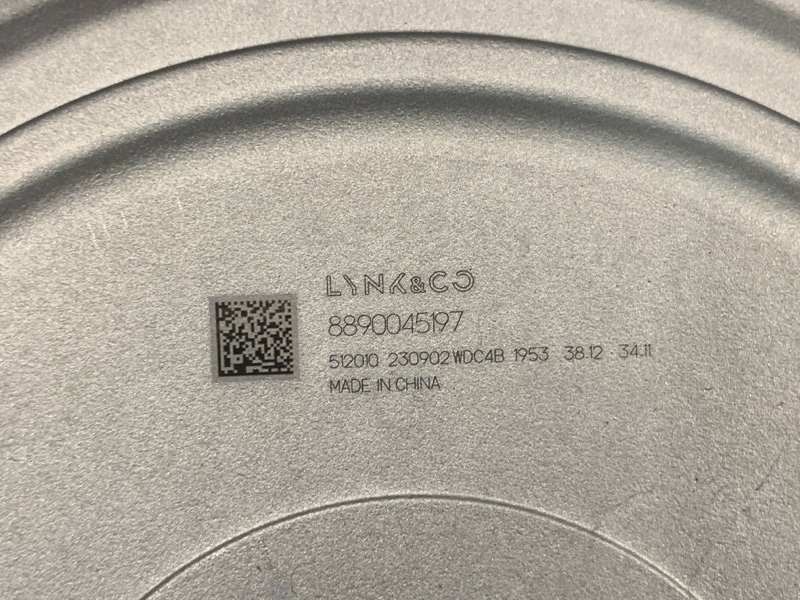 LYNK&CO
8890045197
512010 230902WDC4B 1953 38.12 34.11
MADE IN CHINA